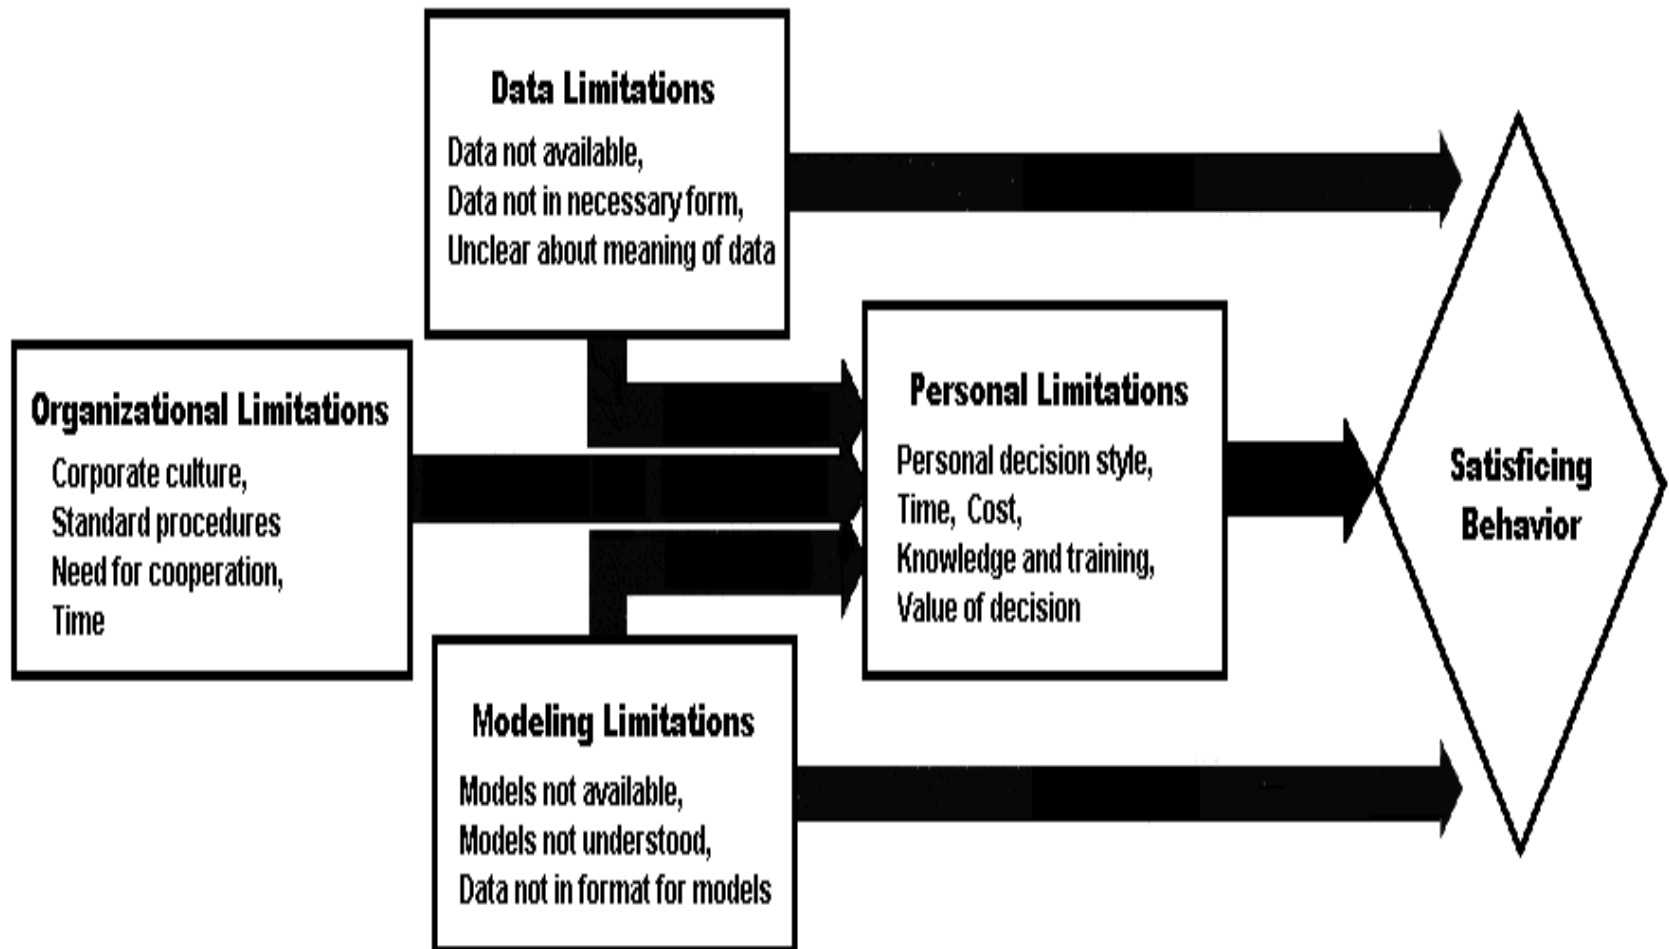 Data Limitations
Data not available,
Data not in necessary form,
Unclear about meaning of data
Organizational Limitations
Corporate culture,
Standard procedures
Need for cooperation,
Time
Personal Limitations
Personal decision style,
Time, Cost,
Knowledge and training,
Value of decision
Modeling Limitations
Models not available,
Models not understood,
Data not in format for models
Satisficing
Behavior